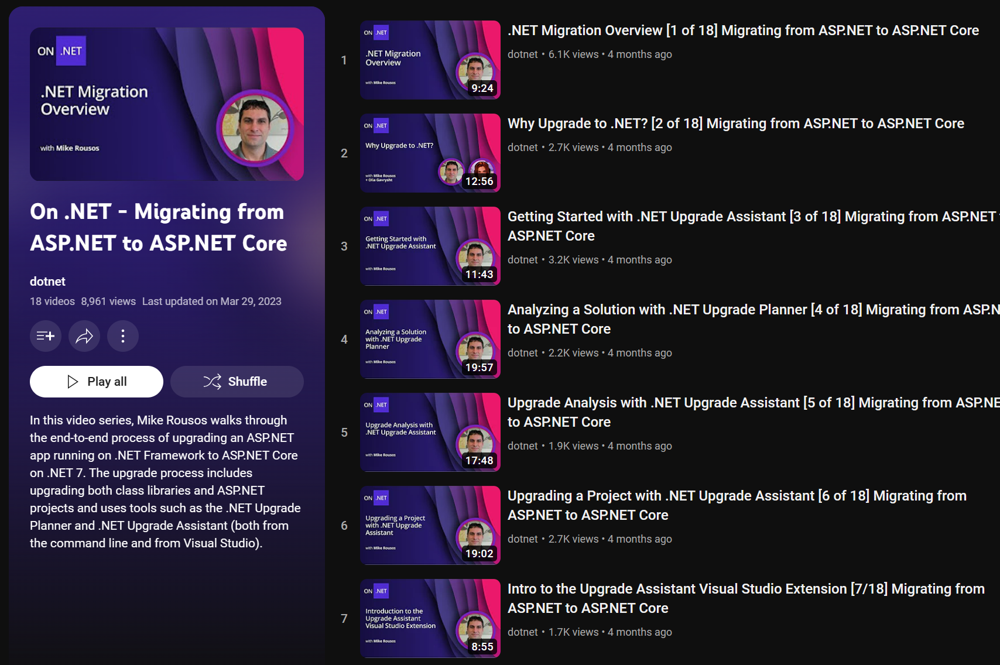 ON .NET
.NET Migration
Overview
with Mike Rousos
On .NET - Migrating from
ASP.NET to ASP.NET Core
dotnet
18 videos 8,961 views Last updated on Mar 29, 2023
Play all
Shuffle
In this video series, Mike Rousos walks through
the end-to-end process of upgrading an ASP.NET
app running on .NET Framework to ASP.NET Core
on .NET 7. The upgrade process includes
upgrading both class libraries and ASP.NET
projects and uses tools such as the .NET Upgrade
Planner and .NET Upgrade Assistant (both from
the command line and from Visual Studio).
1
ON .NET
.NET Migration
Overview
with Mike Rousos
9:24
.NET Migration Overview [1 of 18] Migrating from ASP.NET to ASP.NET Core
dotnet • 6.1K views • 4 months ago
2
ON .NET
Why Upgrade to .NET?
with Mike Rousos
+ Olia Gavrysh
12:56
Why Upgrade to .NET? [2 of 18] Migrating from ASP.NET to ASP.NET Core
dotnet • 2.7K views • 4 months ago
3
ON .NET
Getting Started with
.NET Upgrade Assistant
with Mike Rousos
11:43
Getting Started with .NET Upgrade Assistant [3 of 18] Migrating from ASP.NET
ASP.NET Core
dotnet • 3.2K views • 4 months ago
4
ON .NET
Analyzing a Solution
with .NET Upgrade
Planner
with Mike Rousos
19:57
Analyzing a Solution with .NET Upgrade Planner [4 of 18] Migrating from ASP.N
to ASP.NET Core
dotnet • 2.2K views • 4 months ago
5
ON .NET
Upgrade Analysis with
.NET Upgrade Assistant
with Mike Rousos
17:48
Upgrade Analysis with .NET Upgrade Assistant [5 of 18] Migrating from ASP.NE
to ASP.NET Core
dotnet • 1.9K views • 4 months ago
6
ON .NET
Upgrading a Project
with .NET Upgrade
Assistant
with Mike Rousos
19:02
Upgrading a Project with .NET Upgrade Assistant [6 of 18] Migrating from
ASP.NET to ASP.NET Core
dotnet • 2.7K views • 4 months ago
7
ON .NET
Introduction to the
Upgrade Assistant
Visual Studio Extension
with Mike Rousos
8:55
Intro to the Upgrade Assistant Visual Studio Extension [7/18] Migrating from
ASP.NET to ASP.NET Core
dotnet • 1.7K views • 4 months ago